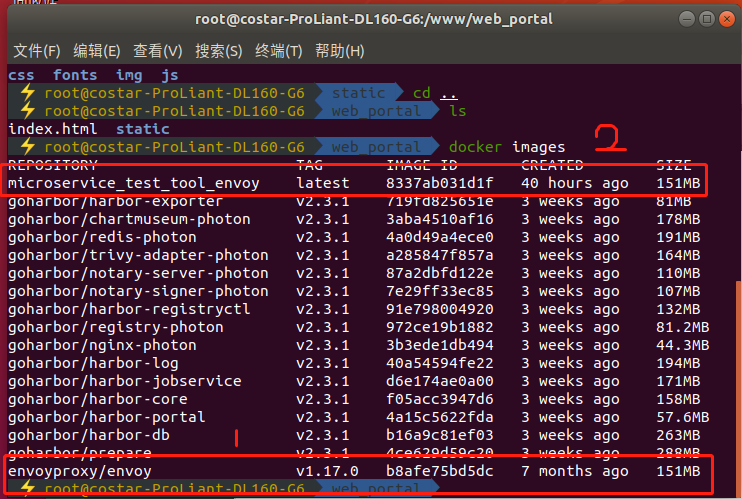 root@costar-ProLiant-DL160-G6:/www/web_portal
文件(F) 编辑(E) 查看(V) 搜索(S) 终端(T) 帮助(H)
css fonts img js
⚡ root@costar-ProLiant-DL160-G6 static cd ..
⚡ root@costar-ProLiant-DL160-G6 web_portal ls
index.html static
⚡ root@costar-ProLiant-DL160-G6 web_portal docker images 2
REPOSITORY TAG IMAGE ID CREATED SIZE
microservice_test_tool_envoy latest 8337ab031d1f 40 hours ago 151MB
goharbor/harbor-exporter v2.3.1 719fd825651e 3 weeks ago 81MB
goharbor/chartmuseum-photon v2.3.1 3aba4510af16 3 weeks ago 178MB
goharbor/redis-photon v2.3.1 4a0d49a4ece0 3 weeks ago 191MB
goharbor/trivy-adapter-photon v2.3.1 a285847f857a 3 weeks ago 164MB
goharbor/notary-server-photon v2.3.1 87a2dbfd122e 3 weeks ago 110MB
goharbor/notary-signer-photon v2.3.1 7e29ff33ec85 3 weeks ago 107MB
goharbor/harbor-registryctl v2.3.1 91e798004920 3 weeks ago 132MB
goharbor/registry-photon v2.3.1 972ce19b1882 3 weeks ago 81.2MB
goharbor/nginx-photon v2.3.1 3b3ede1db494 3 weeks ago 44.3MB
goharbor/harbor-log v2.3.1 40a54594fe22 3 weeks ago 194MB
goharbor/harbor-jobservice v2.3.1 d6e174ae0a00 3 weeks ago 171MB
goharbor/harbor-core v2.3.1 f05acc3947d6 3 weeks ago 158MB
goharbor/harbor-portal v2.3.1 4a15c5622fda 3 weeks ago 57.6MB
goharbor/harbor-db 1 v2.3.1 b16a9c81ef03 3 weeks ago 263MB
goharbor/prepare v2.3.1 4ce629d59c20 3 weeks ago 288MB
envoyproxy/envoy v1.17.0 b8afe75bd5dc 7 months ago 151MB
⚡ root@costar-ProLiant-DL160-G6 web_portal